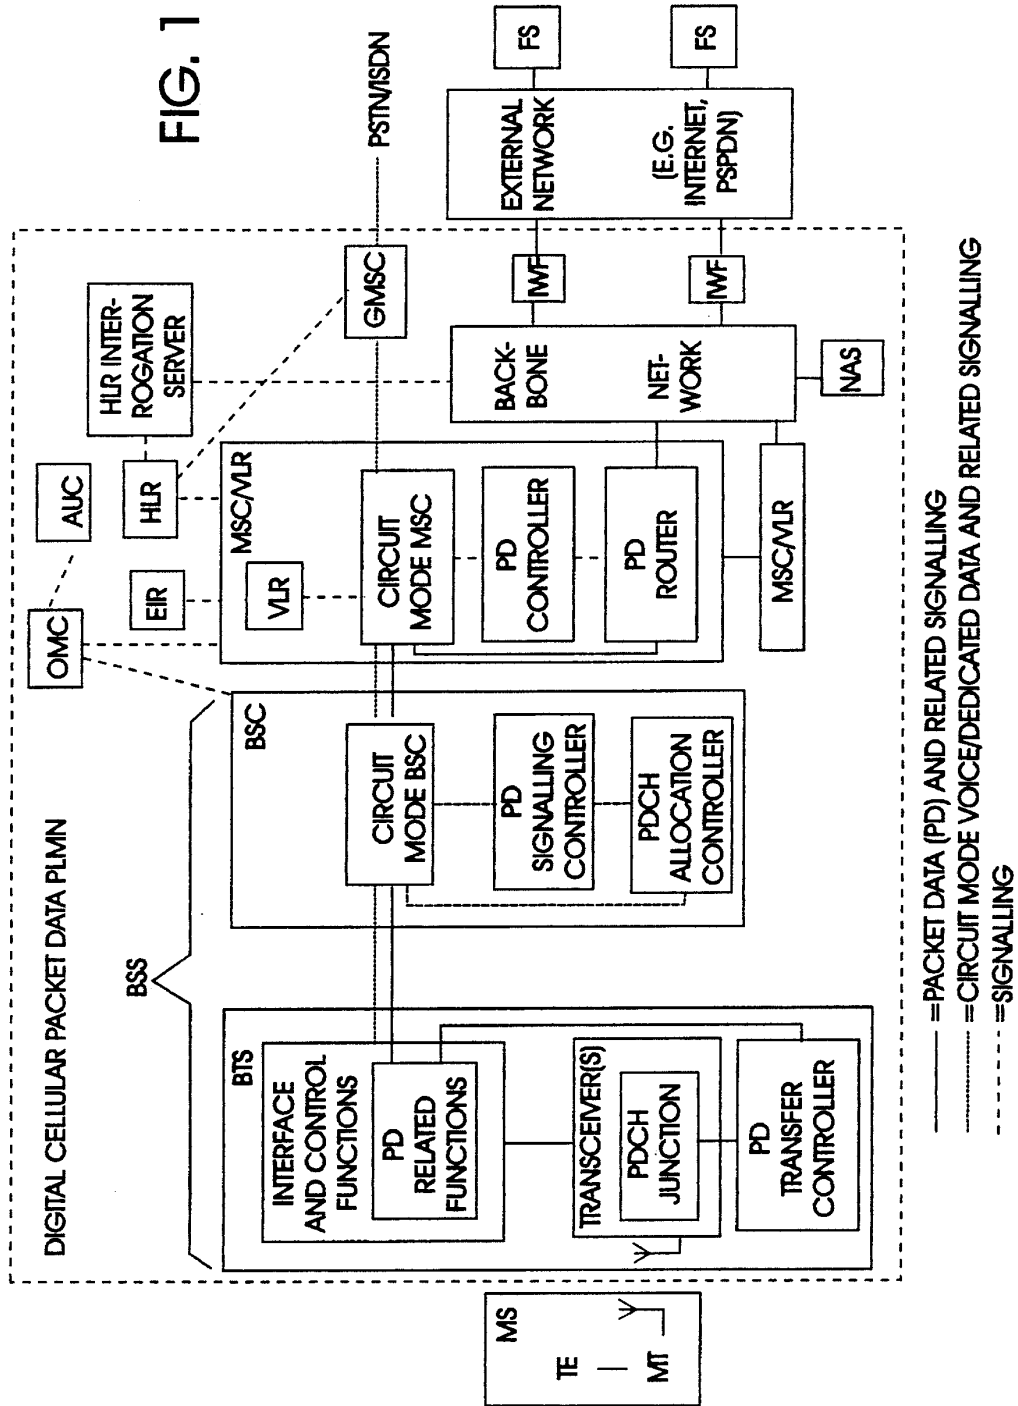 FIG. 1
DIGITAL CELLULAR PACKET DATA PLMN
BSS
OMC
AUC
EIR
HLR
HLR INTER-
ROGATION
SERVER
MS
TE
MT
BTS
INTERFACE
AND CONTROL
FUNCTIONS
PD
RELATED
FUNCTIONS
TRANSCEIVER(S)
PDCH
JUNCTION
PD
TRANSFER
CONTROLLER
BSC
CIRCUIT
MODE BSC
PD
SIGNALLING
CONTROLLER
PDCH
ALLOCATION
CONTROLLER
MSC/VLR
VLR
CIRCUIT
MODE MSC
PD
CONTROLLER
PD
ROUTER
MSC/VLR
GMSC
PSTN/ISDN
BACK-
BONE
NET-
WORK
NAS
IWF
IWF
EXTERNAL
NETWORK
(E.G.
INTERNET,
PSPDN)
FS
FS
=PACKET DATA (PD) AND RELATED SIGNALLING
=CIRCUIT MODE VOICE/DEDICATED DATA AND RELATED SIGNALLING
=SIGNALLING